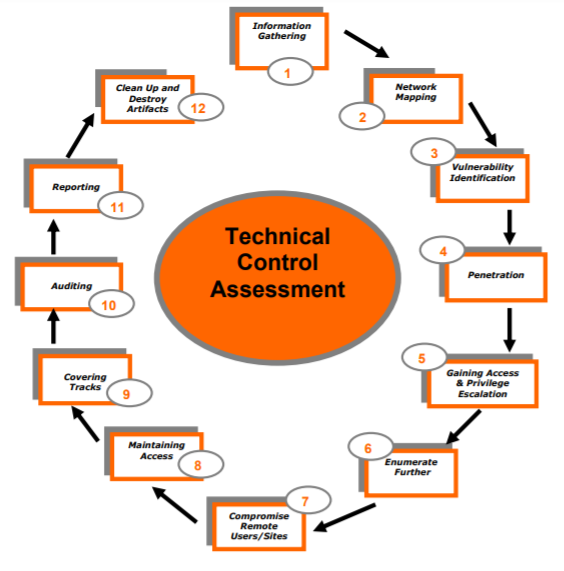 Information
Gathering
1
Network
Mapping
2
3
Vulnerability
Identification
4
Penetration
5
Gaining Access
& Privilege
Escalation
6
Enumerate
Further
7
Compromise
Remote
Users/Sites
Maintaining
Access
8
Covering
Tracks
9
Auditing
10
Reporting
11
Clean Up and
Destroy
Artifacts
12
Technical
Control
Assessment